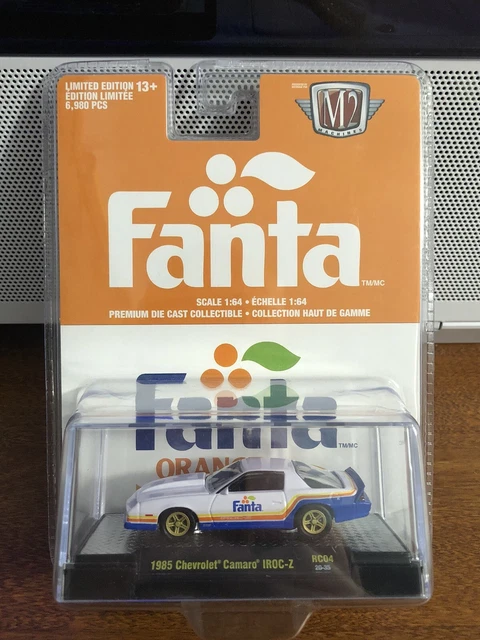 LIMITED EDITION 13+
ÉDITION LIMITÉE
6,980 PCS
M2
MACHINES
Fanta
TM/MC
SCALE 1:64 • ÉCHELLE 1:64
PREMIUM DIE CAST COLLECTIBLE • COLLECTION HAUT DE GAMME
Fanta
TM/MC
ORANGE
Fanta
1985 Chevrolet® Camaro® IROC-Z
RC04